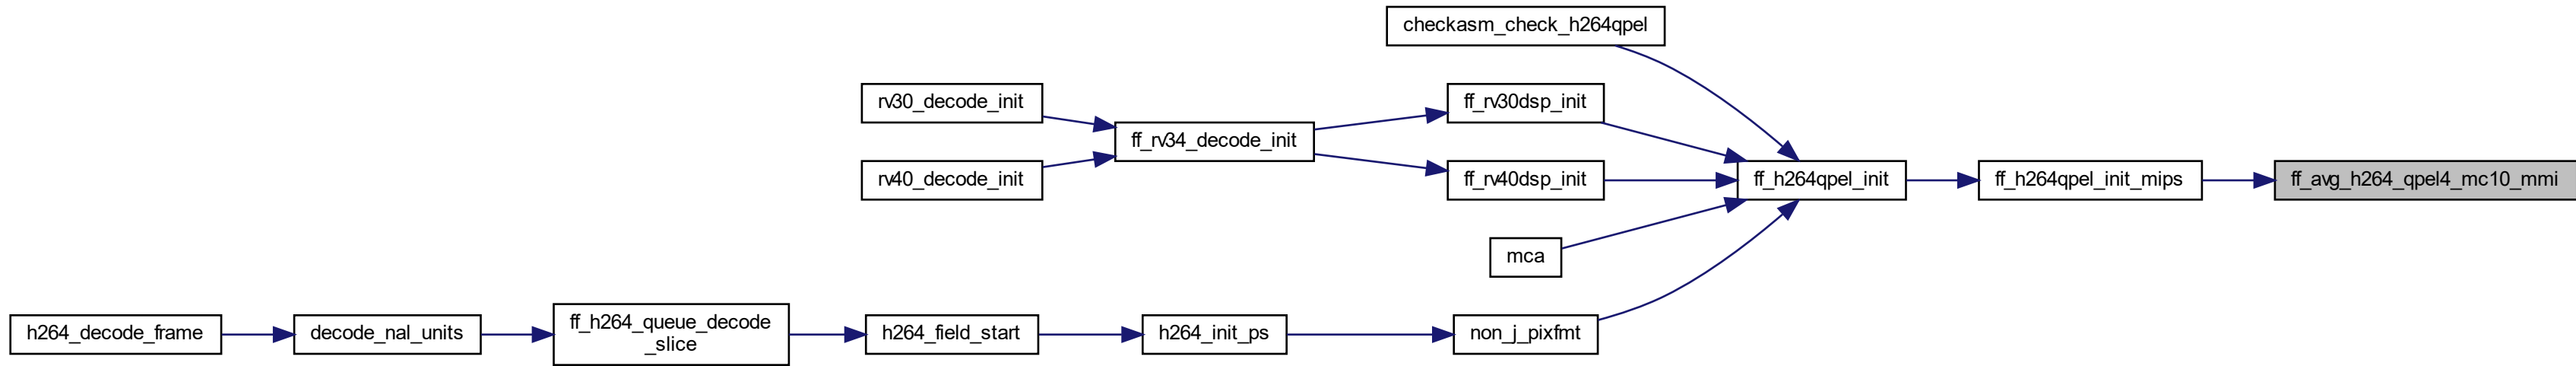 checkasm_check_h264qpel
rv30_decode_init
ff_rv30dsp_init
ff_rv34_decode_init
rv40_decode_init
ff_rv40dsp_init
ff_h264qpel_init
ff_h264qpel_init_mips
ff_avg_h264_qpel4_mc10_mmi
mca
h264_decode_frame
decode_nal_units
ff_h264_queue_decode
_slice
h264_field_start
h264_init_ps
non_j_pixfmt